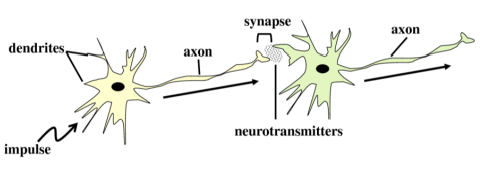 synapse
axon
dendrites
axon
neurotransmitters
impulse